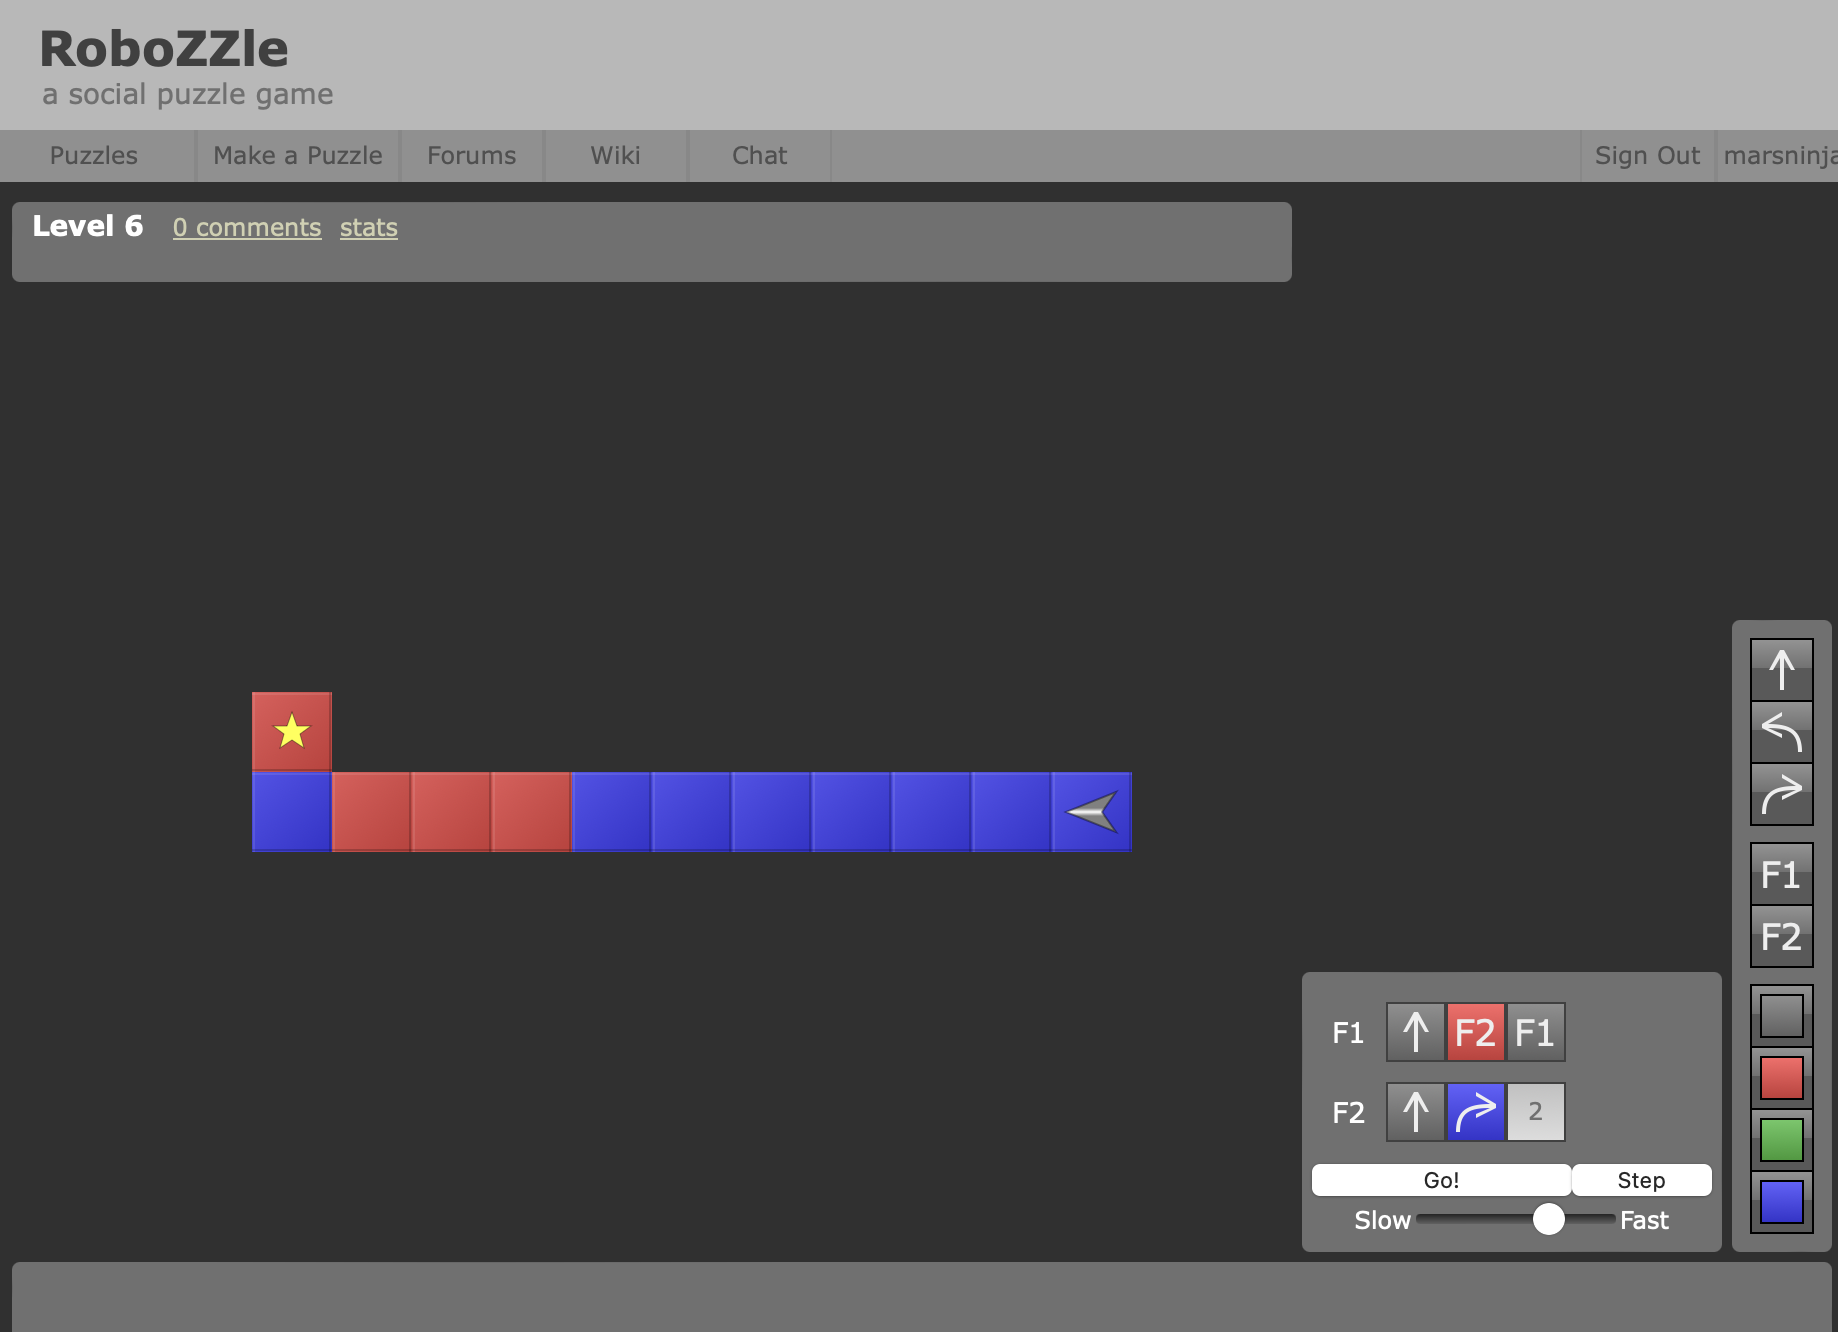 RoboZZle
a social puzzle game
Puzzles Make a Puzzle Forums Wiki Chat Sign Out marsninja
Level 6 0 comments stats
F1
F2
F1 F2 F1
F2 2
Go! Step
Slow Fast